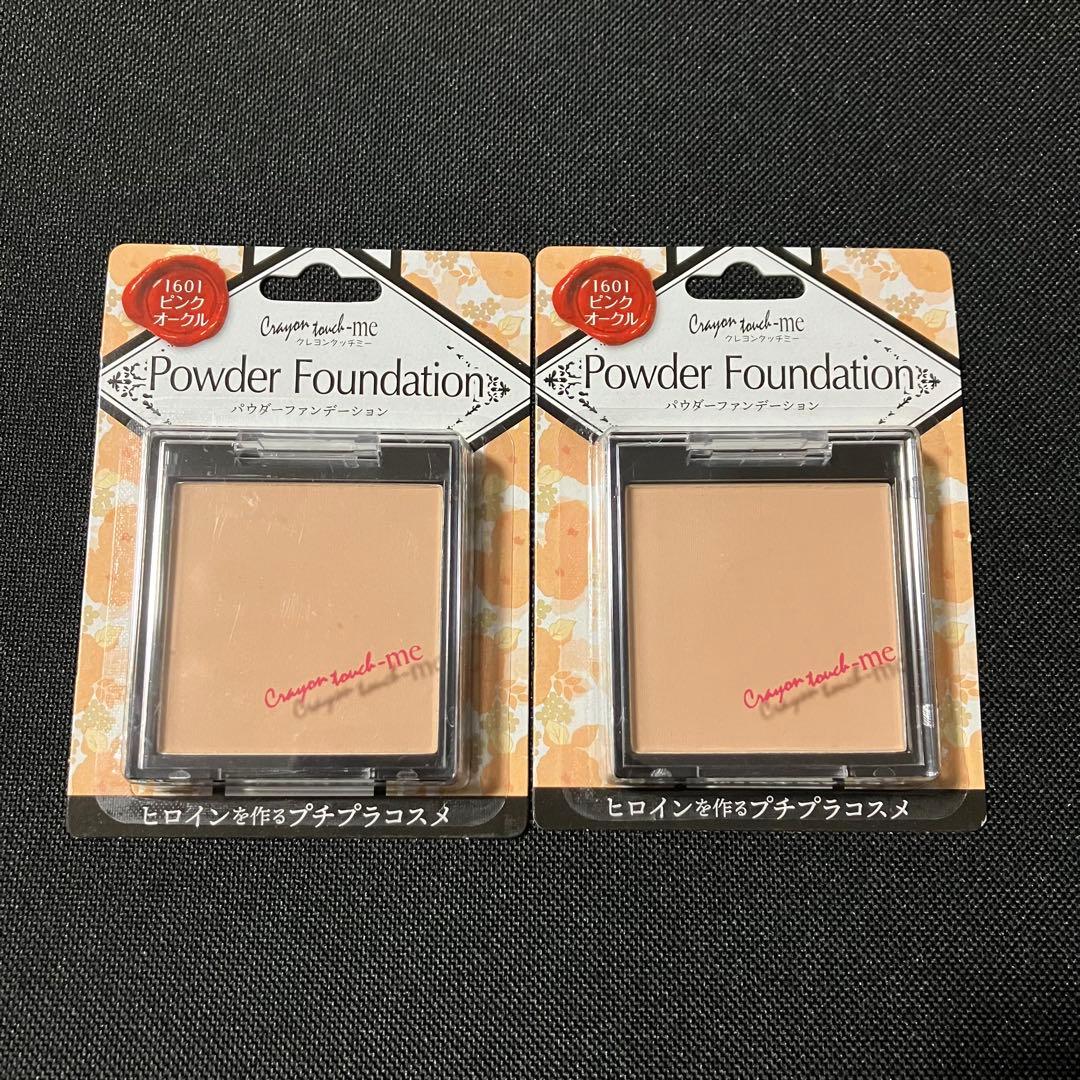 1601
ピンク
オークル
Crayon touch-me
クレヨンタッチミー
Powder Foundation
パウダーファンデーション
Crayon touch-me
ヒロインを作るプチプラコスメ
1601
ピンク
オークル
Crayon touch-me
クレヨンタッチミー
Powder Foundation
パウダーファンデーション
Crayon touch-me
ヒロインを作るプチプラコスメ